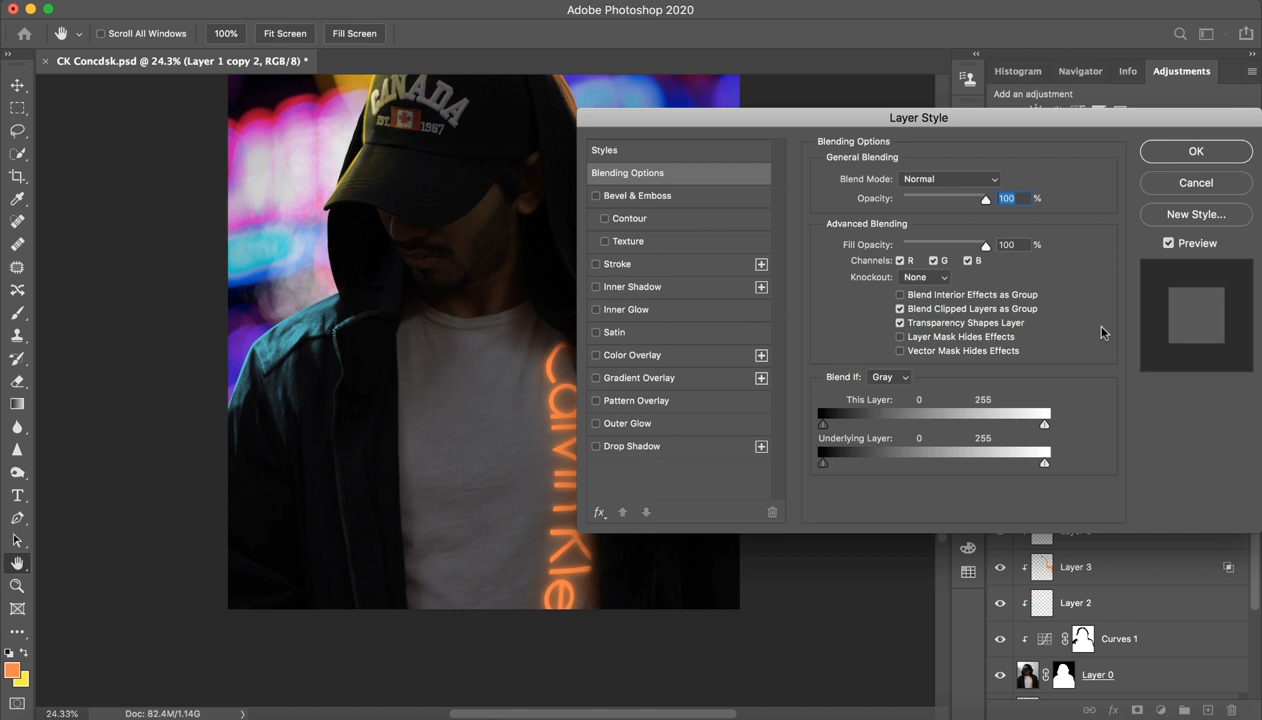 Adobe Photoshop 2020
Scroll All Windows
100%
Fit Screen
Fill Screen
CK Concdsk.psd @ 24.3% (Layer 1 copy 2, RGB/8) *
Histogram
Navigator
Info
Adjustments
Add an adjustment
CANADA
EST.
1967
Calvin Kle
Layer Style
Styles
Blending Options
Bevel & Emboss
Contour
Texture
Stroke
Inner Shadow
Inner Glow
Satin
Color Overlay
Gradient Overlay
Pattern Overlay
Outer Glow
Drop Shadow
fx
Blending Options
General Blending
Blend Mode: Normal
Opacity: 100 %
Advanced Blending
Fill Opacity: 100 %
Channels: R G B
Knockout: None
Blend Interior Effects as Group
Blend Clipped Layers as Group
Transparency Shapes Layer
Layer Mask Hides Effects
Vector Mask Hides Effects
Blend If: Gray
This Layer: 0 255
Underlying Layer: 0 255
OK
Cancel
New Style...
Preview
Layer 3
Layer 2
Curves 1
Layer 0
fx
24.33%
Doc: 82.4M/1.14G